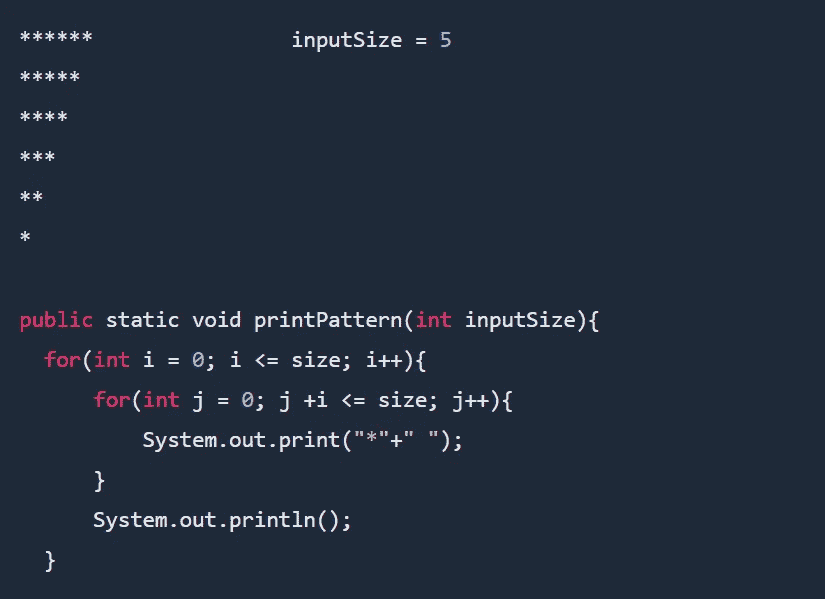 ******                inputSize = 5
*****
****
***
**
*
public static void printPattern(int inputSize){
  for(int i = 0; i <= size; i++){
      for(int j = 0; j +i <= size; j++){
          System.out.print("*"+" ");
      }
      System.out.println();
  }